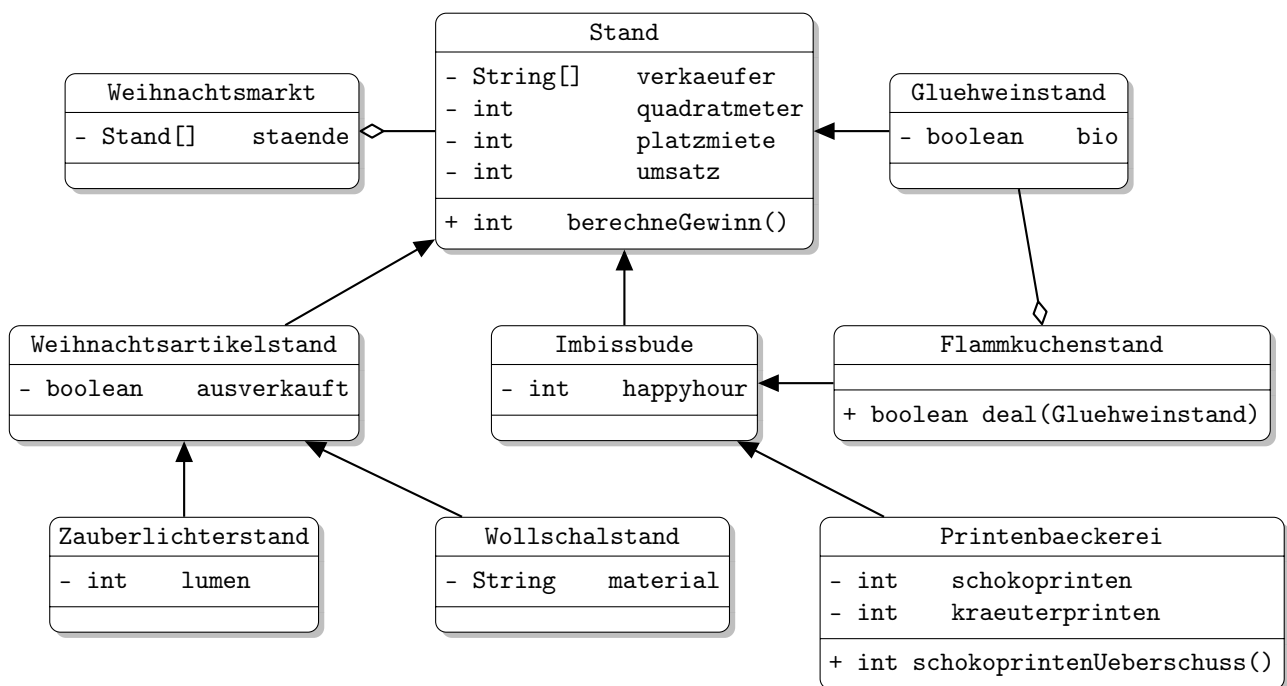 Stand
- String[] verkaeufer
- int quadratmeter
- int platzmiete
- int umsatz
+ int berechneGewinn()
Weihnachtsmarkt
- Stand[] staende
Gluehweinstand
- boolean bio
Weihnachtsartikelstand
- boolean ausverkauft
Imbissbude
- int happyhour
Flammkuchenstand
+ boolean deal(Gluehweinstand)
Zauberlichterstand
- int lumen
Wollschalstand
- String material
Printenbaeckerei
- int schokoprinten
- int kraeuterprinten
+ int schokoprintenUeberschuss()